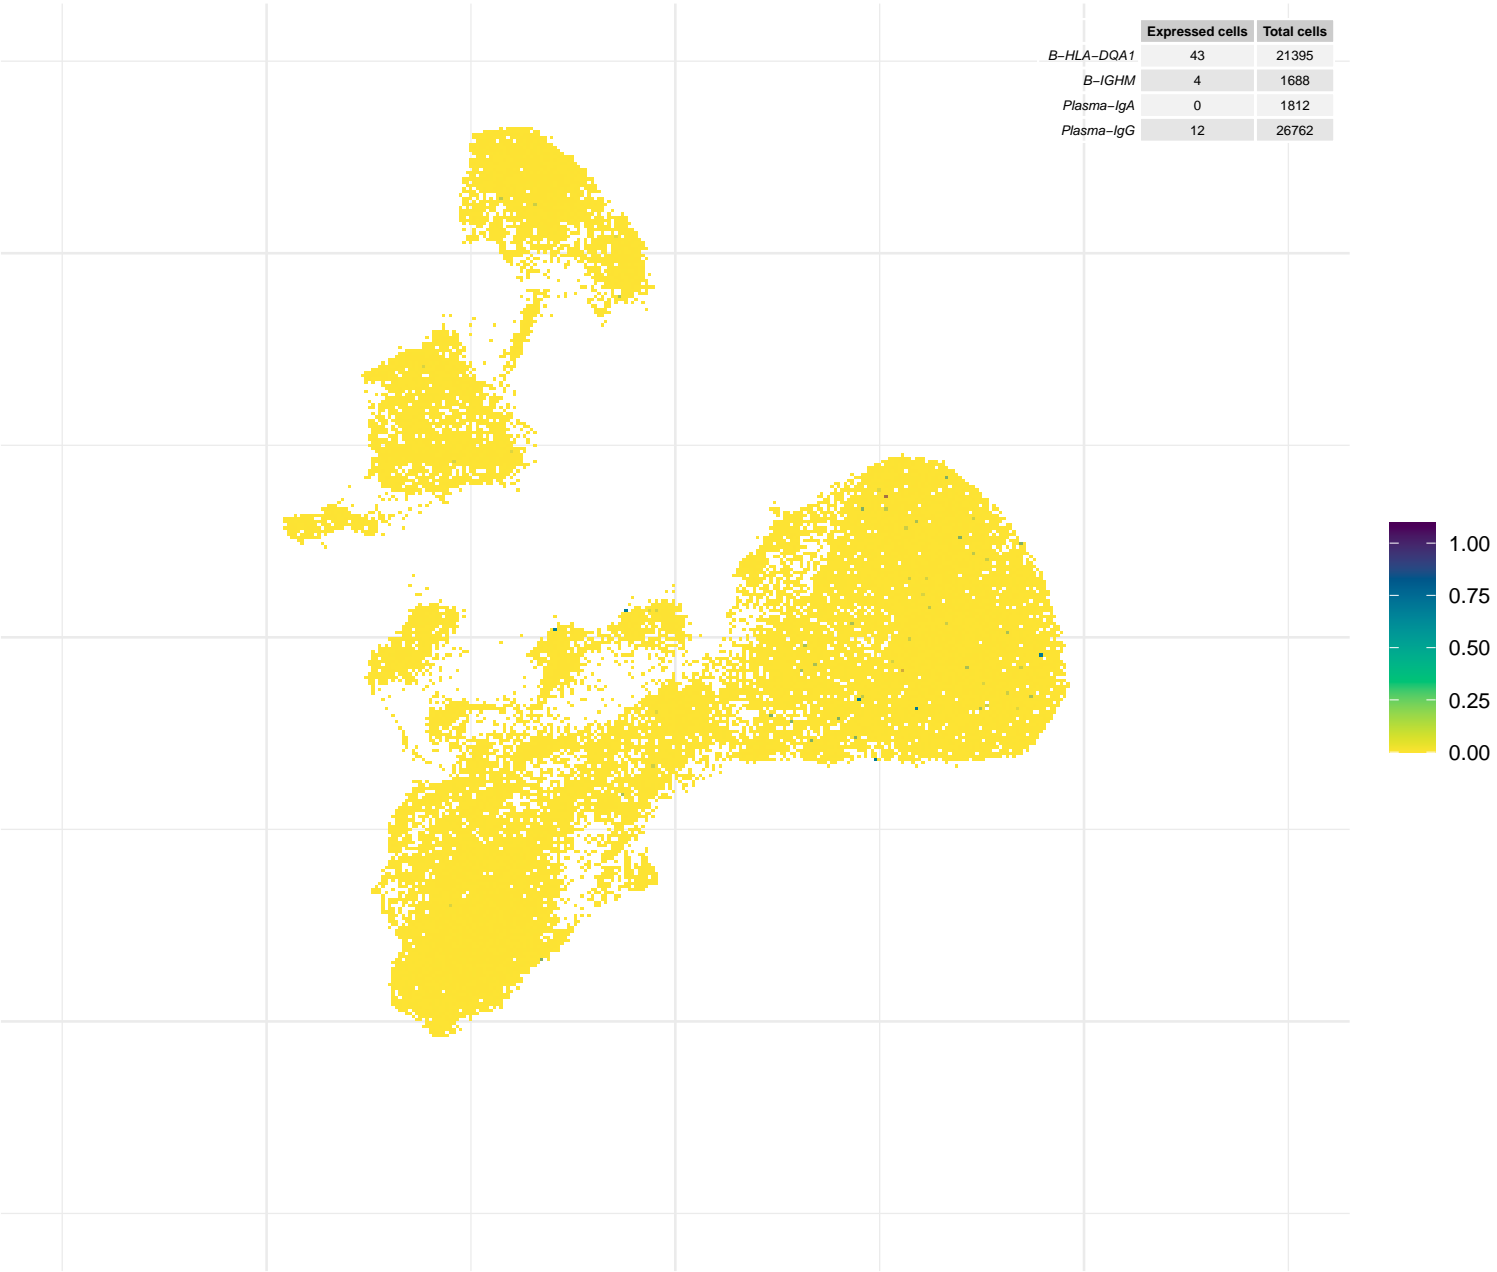 Expressed cells Total cells
B–HLA–DQA1 43 21395
B–IGHM 4 1688
Plasma–IgA 0 1812
Plasma–IgG 12 26762
1.00
0.75
0.50
0.25
0.00